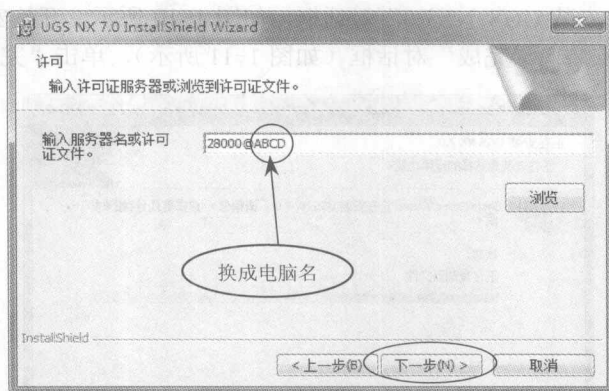 UGS NX 7.0 InstallShield Wizard
许可
输入许可证服务器或浏览到许可证文件。
输入服务器名或许可
证文件。
28000@ABCD
浏览
换成电脑名
InstallShield
< 上一步(B)
下一步(N) >
取消